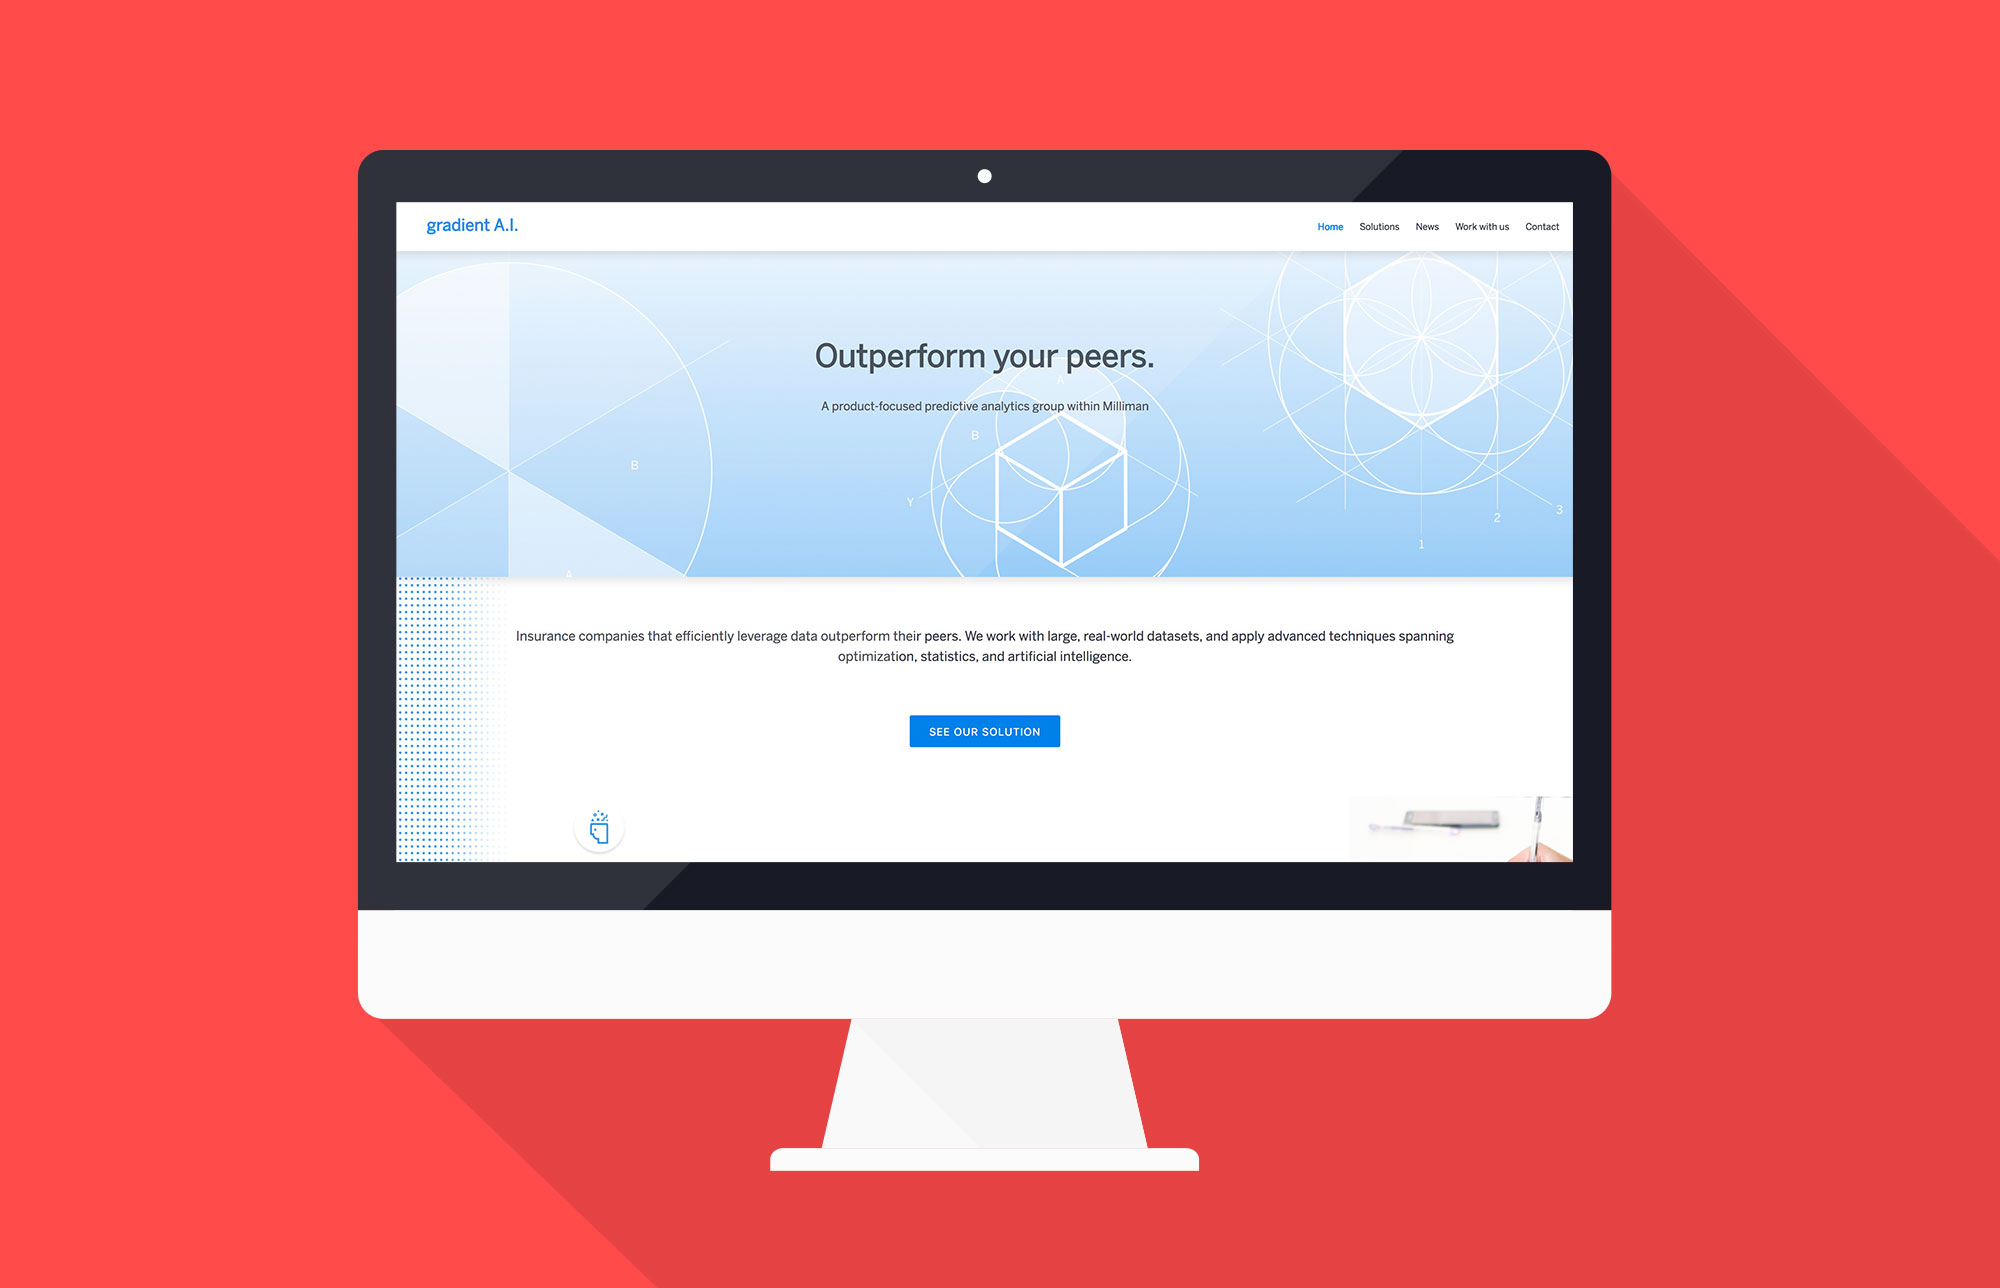 gradient A.I.
Home Solutions News Work with us Contact
Outperform your peers.
A product-focused predictive analytics group within Milliman
A
B
B
Y
3
2
1
A
Insurance companies that efficiently leverage data outperform their peers. We work with large, real-world datasets, and apply advanced techniques spanning
optimization, statistics, and artificial intelligence.
SEE OUR SOLUTION